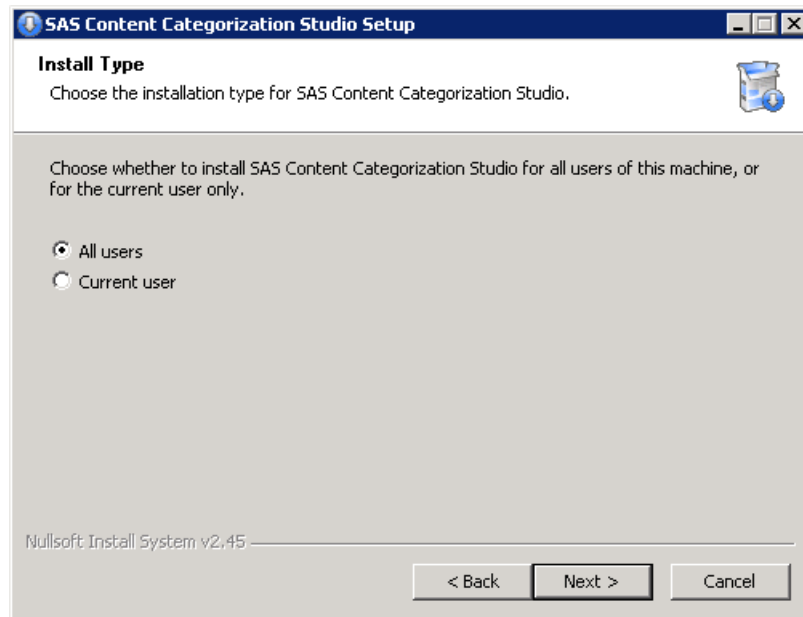 SAS Content Categorization Studio Setup
Install Type
Choose the installation type for SAS Content Categorization Studio.
Choose whether to install SAS Content Categorization Studio for all users of this machine, or
for the current user only.
All users
Current user
Nullsoft Install System v2.45
< Back Next > Cancel